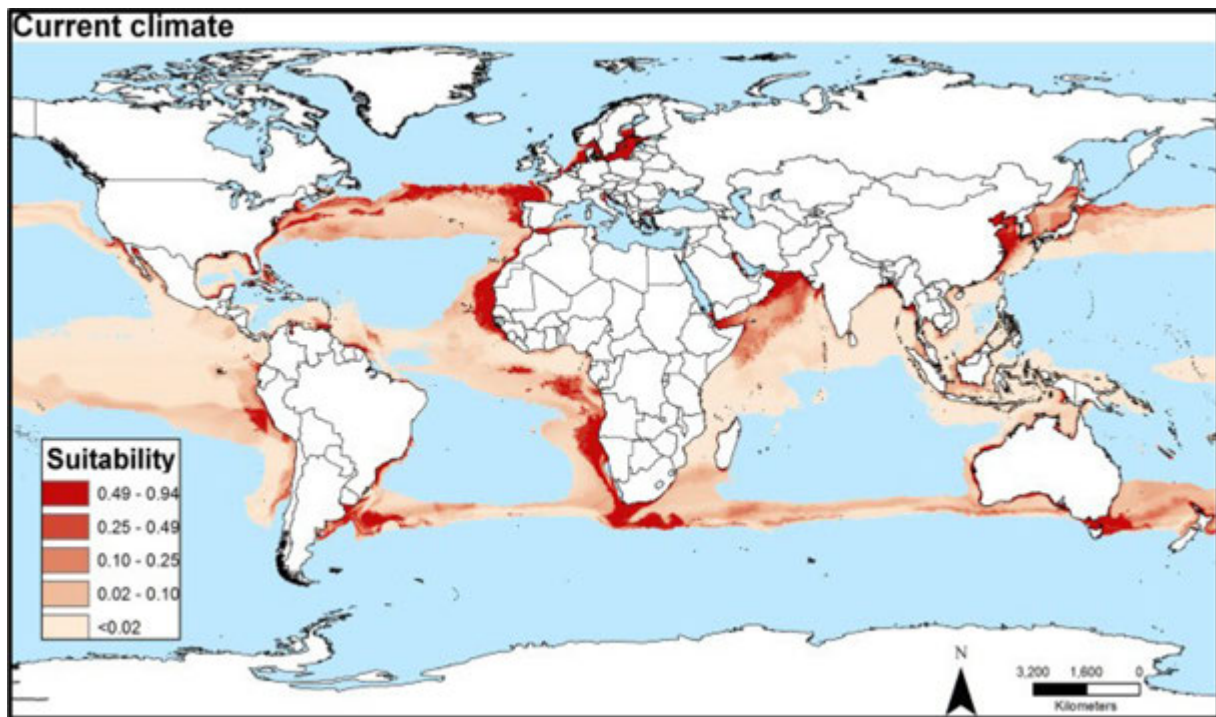 Current climate
Suitability
0.49 - 0.94
0.25 - 0.49
0.10 - 0.25
0.02 - 0.10
<0.02
N
3,200 1,600 0
Kilometers